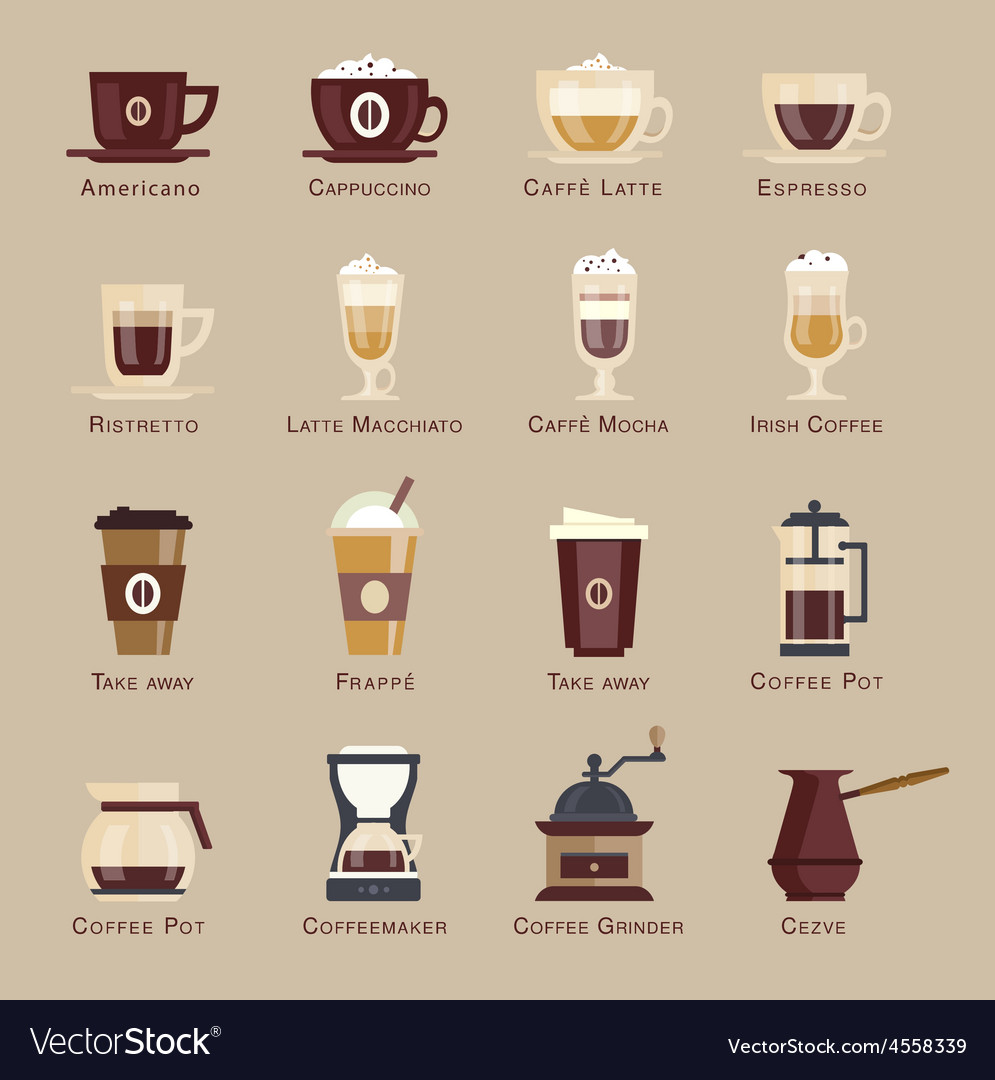 Americano
Cappuccino
Caffè Latte
Espresso
Ristretto
Latte Macchiato
Caffè Mocha
Irish Coffee
Take away
Frappé
Take away
Coffee Pot
Coffee Pot
Coffeemaker
Coffee Grinder
Cezve
VectorStock®
VectorStock.com/4558339